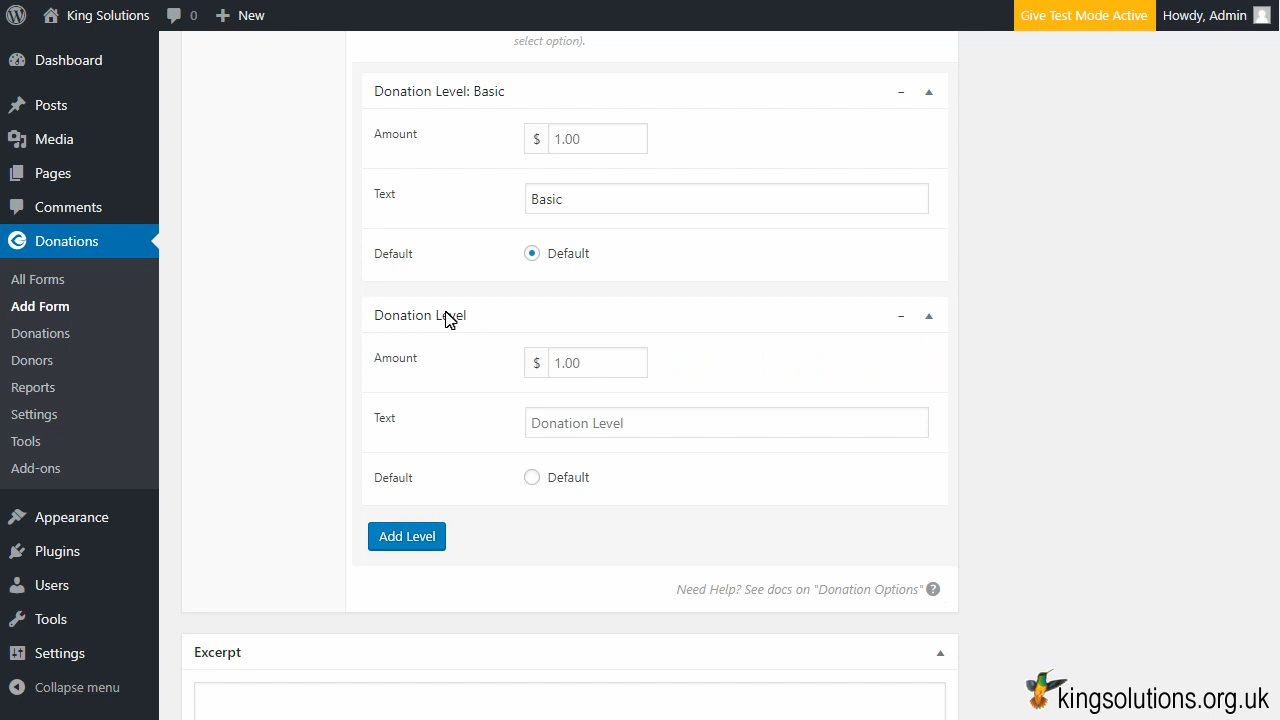 King Solutions 0 New Give Test Mode Active Howdy, Admin
Dashboard
Posts
Media
Pages
Comments
Donations
All Forms
Add Form
Donations
Donors
Reports
Settings
Tools
Add-ons
Appearance
Plugins
Users
Tools
Settings
Collapse menu
select option).
Donation Level: Basic
Amount $ 1.00
Text Basic
Default Default
Donation Level
Amount $ 1.00
Text Donation Level
Default Default
Add Level
Need Help? See docs on "Donation Options" ?
Excerpt
kingsolutions.org.uk